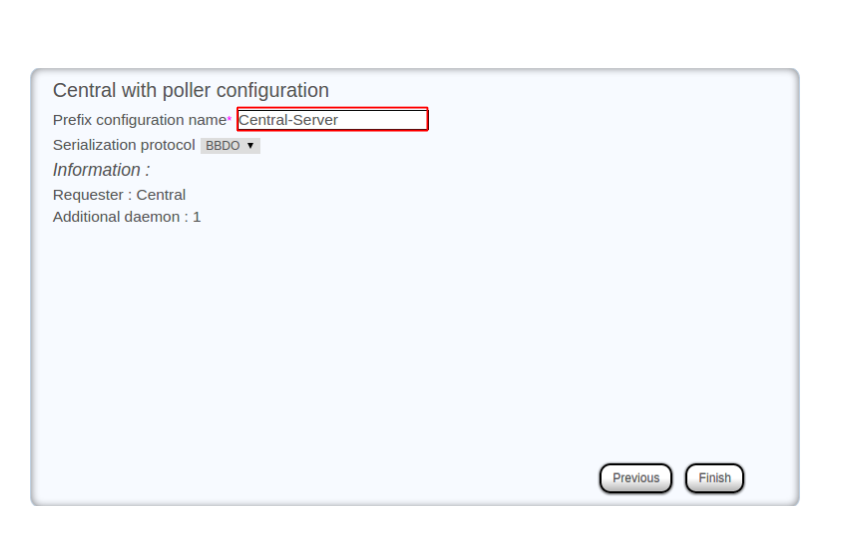 Central with poller configuration
Prefix configuration name* Central-Server
Serialization protocol BBDO ▼
Information :
Requester : Central
Additional daemon : 1
Previous Finish